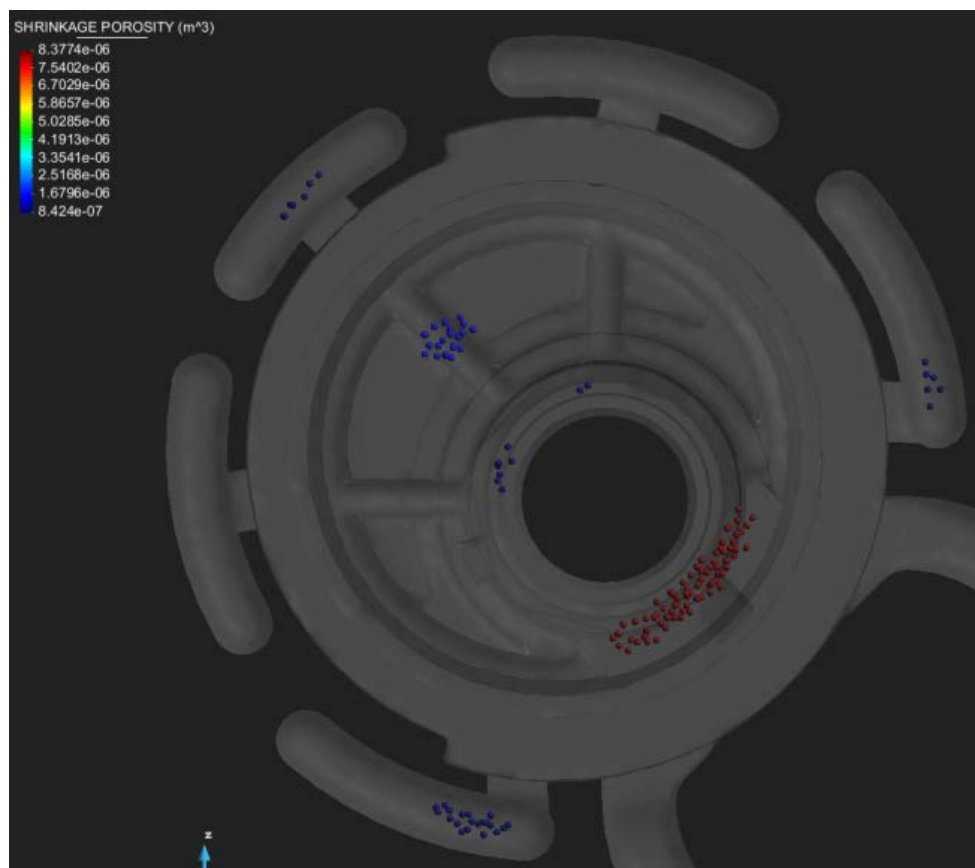 SHRINKAGE POROSITY (m^3)
8.3774e-06
7.5402e-06
6.7029e-06
5.8657e-06
5.0285e-06
4.1913e-06
3.3541e-06
2.5168e-06
1.6796e-06
8.424e-07
z